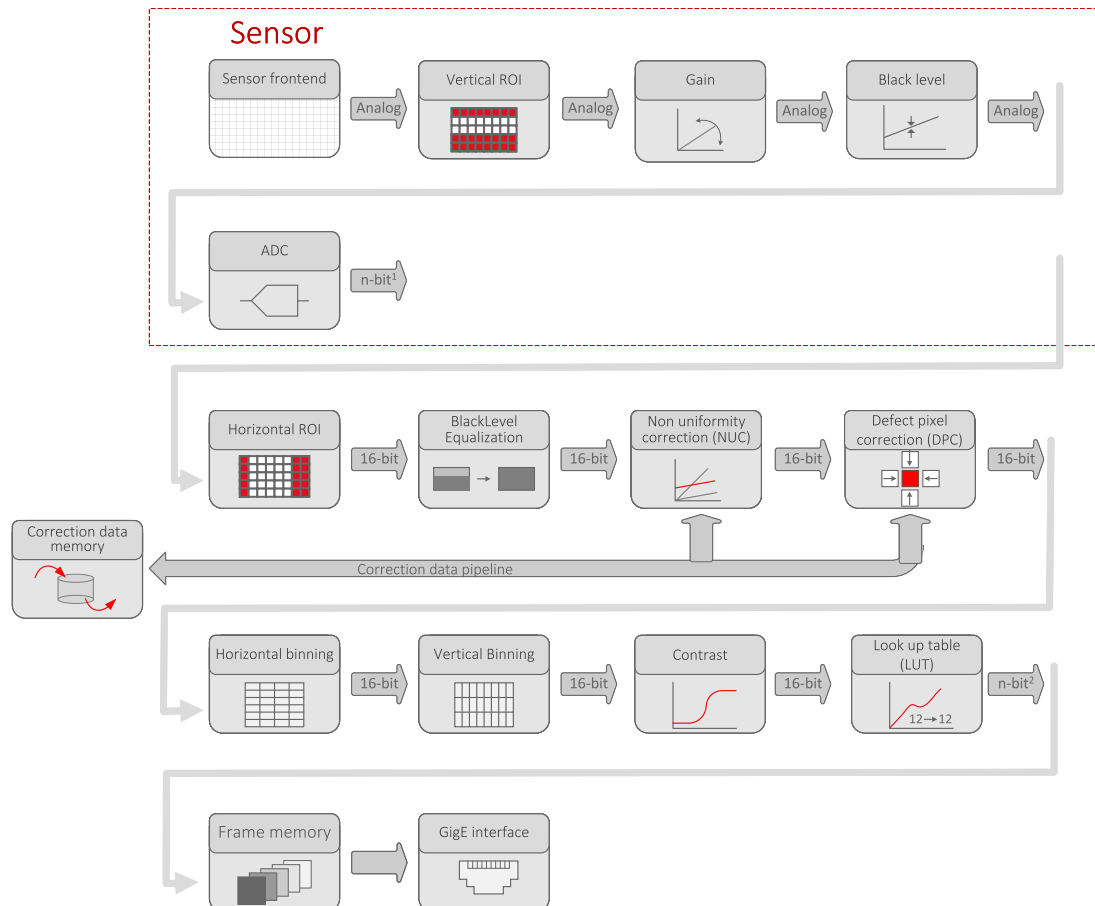 Sensor
Sensor frontend
Analog
Vertical ROI
Analog
Gain
Analog
Black level
Analog
ADC
n-bit¹
Horizontal ROI
16-bit
BlackLevel
Equalization
16-bit
Non uniformity
correction (NUC)
16-bit
Defect pixel
correction (DPC)
16-bit
Correction data
memory
Correction data pipeline
Horizontal binning
16-bit
Vertical Binning
16-bit
Contrast
16-bit
Look up table
(LUT)
12→12
n-bit²
Frame memory
GigE interface